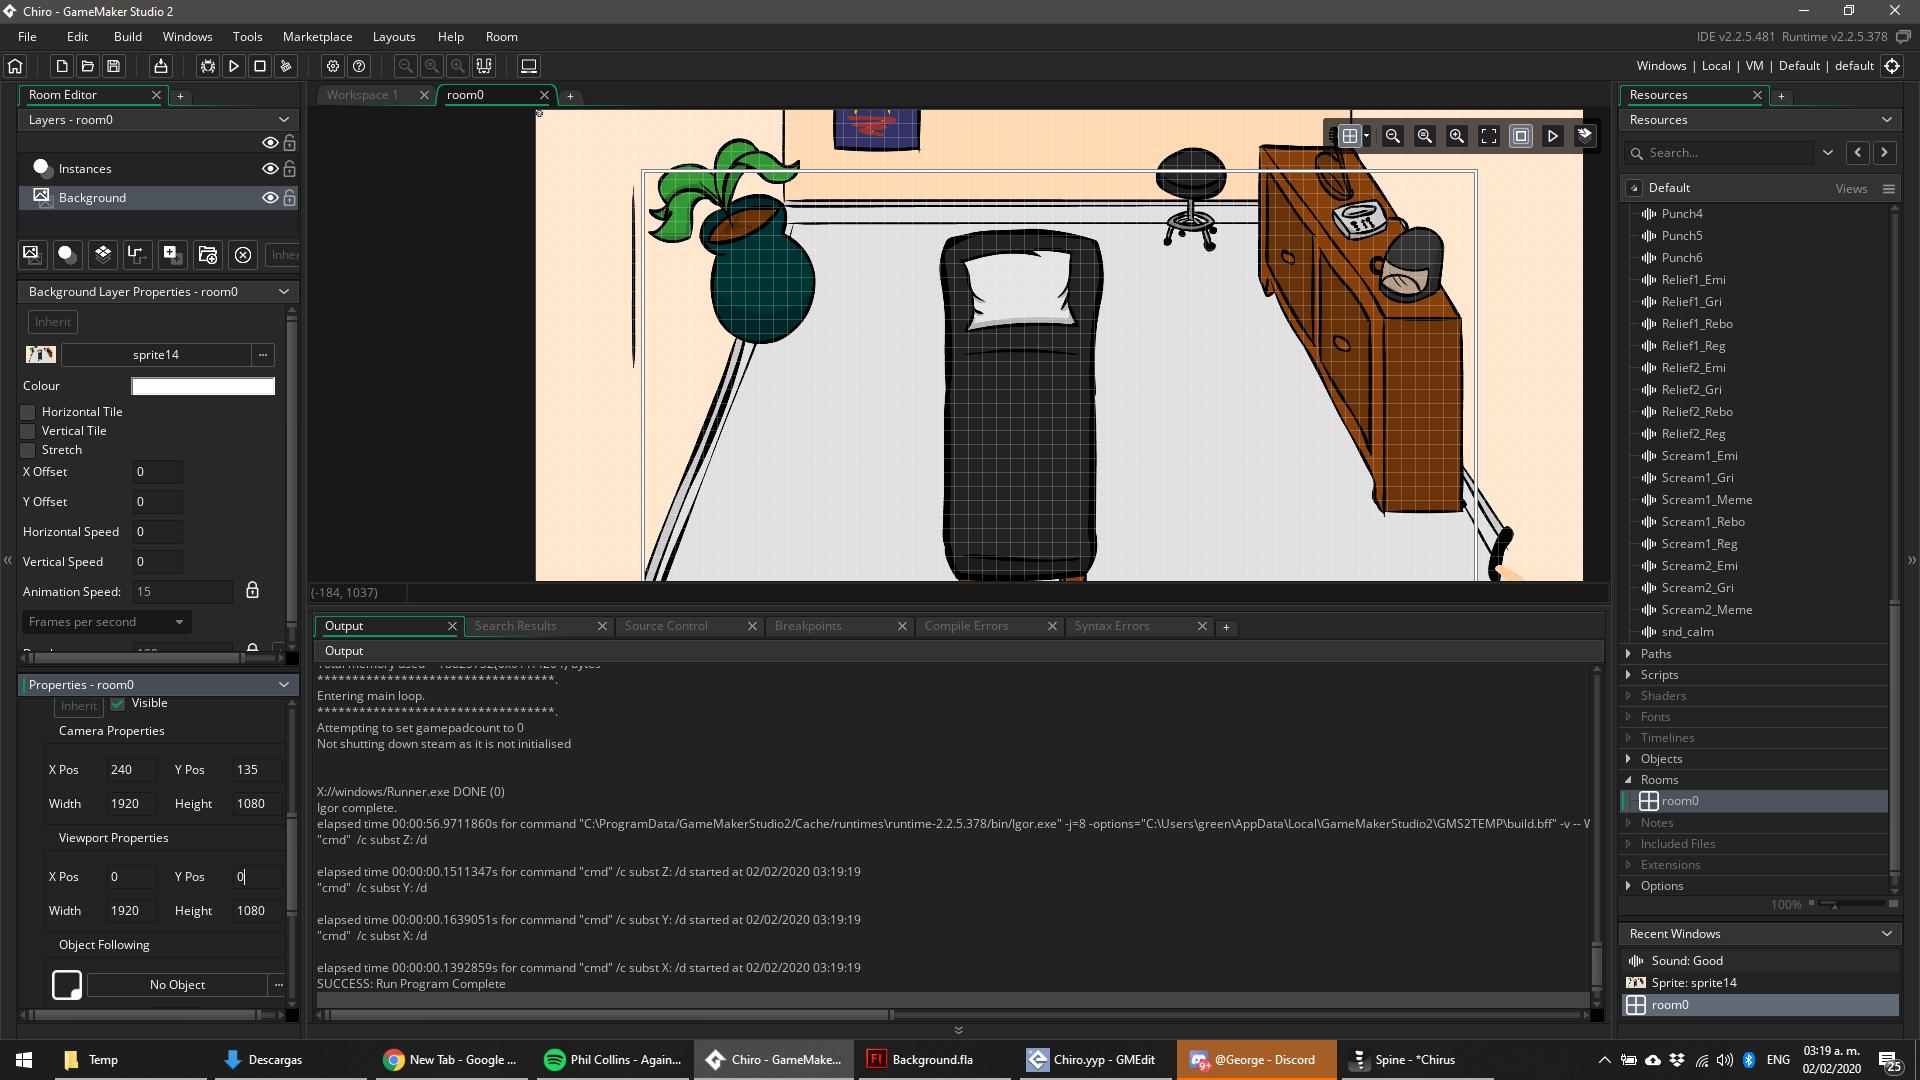 Chiro - GameMaker Studio 2
File Edit Build Windows Tools Marketplace Layouts Help Room
IDE v2.2.5.481 Runtime v2.2.5.378
Windows | Local | VM | Default | default
Room Editor
Layers - room0
Instances
Background
Inher
Background Layer Properties - room0
Inherit
sprite14
...
Colour
Horizontal Tile
Vertical Tile
Stretch
X Offset 0
Y Offset 0
Horizontal Speed 0
Vertical Speed 0
Animation Speed: 15
Frames per second
Properties - room0
Inherit Visible
Camera Properties
X Pos 240 Y Pos 135
Width 1920 Height 1080
Viewport Properties
X Pos 0 Y Pos 0
Width 1920 Height 1080
Object Following
No Object ...
Workspace 1
room0
(-184, 1037)
Output
Search Results
Source Control
Breakpoints
Compile Errors
Syntax Errors
Output
**********************************.
Entering main loop.
**********************************.
Attempting to set gamepadcount to 0
Not shutting down steam as it is not initialised
X://windows/Runner.exe DONE (0)
Igor complete.
elapsed time 00:00:56.9711860s for command "C:\ProgramData/GameMakerStudio2/Cache/runtimes\runtime-2.2.5.378/bin/Igor.exe" -j=8 -options="C:\Users\green\AppData\Local\GameMakerStudio2\GMS2TEMP\build.bff" -v -- W
"cmd" /c subst Z: /d
elapsed time 00:00:00.1511347s for command "cmd" /c subst Z: /d started at 02/02/2020 03:19:19
"cmd" /c subst Y: /d
elapsed time 00:00:00.1639051s for command "cmd" /c subst Y: /d started at 02/02/2020 03:19:19
"cmd" /c subst X: /d
elapsed time 00:00:00.1392859s for command "cmd" /c subst X: /d started at 02/02/2020 03:19:19
SUCCESS: Run Program Complete
Resources
Resources
Search...
Default Views
Punch4
Punch5
Punch6
Relief1_Emi
Relief1_Gri
Relief1_Rebo
Relief1_Reg
Relief2_Emi
Relief2_Gri
Relief2_Rebo
Relief2_Reg
Scream1_Emi
Scream1_Gri
Scream1_Meme
Scream1_Rebo
Scream1_Reg
Scream2_Emi
Scream2_Gri
Scream2_Meme
snd_calm
Paths
Scripts
Shaders
Fonts
Timelines
Objects
Rooms
room0
Notes
Included Files
Extensions
Options
100%
Recent Windows
Sound: Good
Sprite: sprite14
room0
Temp
Descargas
New Tab - Google ...
Phil Collins - Again...
Chiro - GameMake...
Background.fla
Chiro.yyp - GMEdit
@George - Discord
Spine - *Chirus
ENG
03:19 a. m.
02/02/2020
25